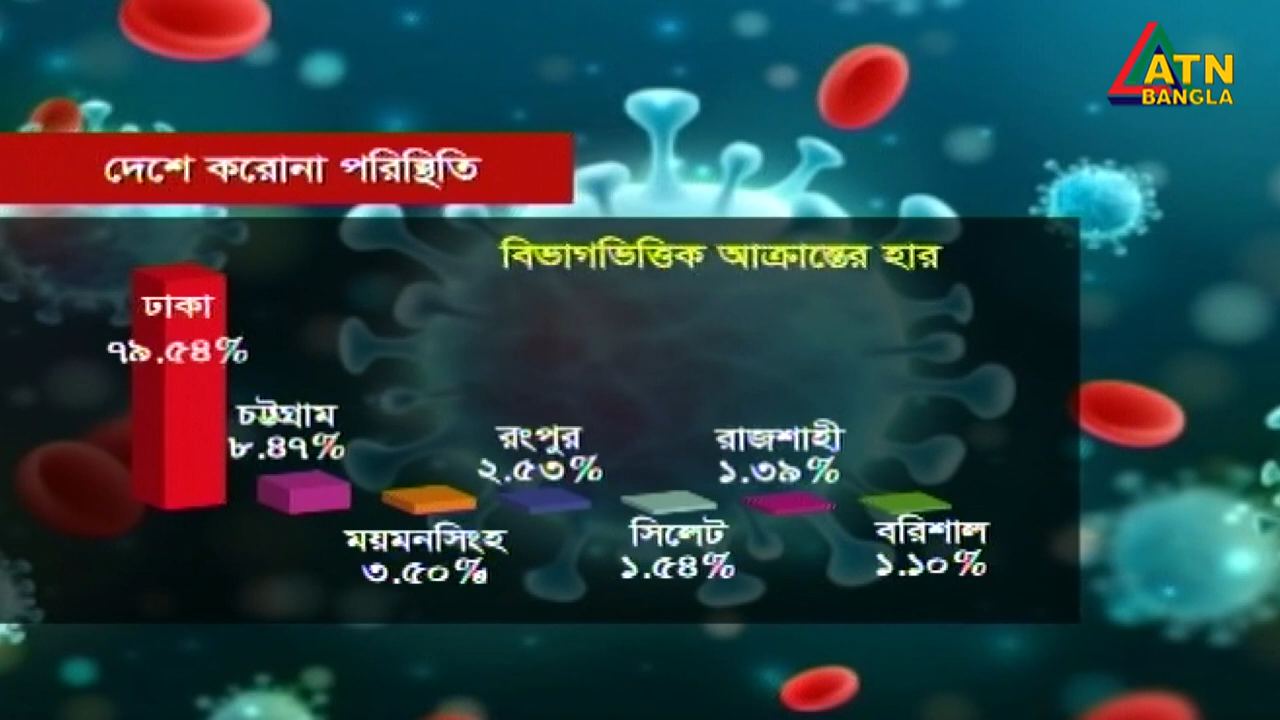 ATN
BANGLA
দেশে করোনা পরিস্থিতি
বিভাগভিত্তিক আক্রান্তের হার
ঢাকা
৭৯.৫৪%
চট্টগ্রাম
৮.৪৭%
ময়মনসিংহ
৩.৫০%
রংপুর
২.৫৩%
সিলেট
১.৫৪%
রাজশাহী
১.৩৯%
বরিশাল
১.১০%